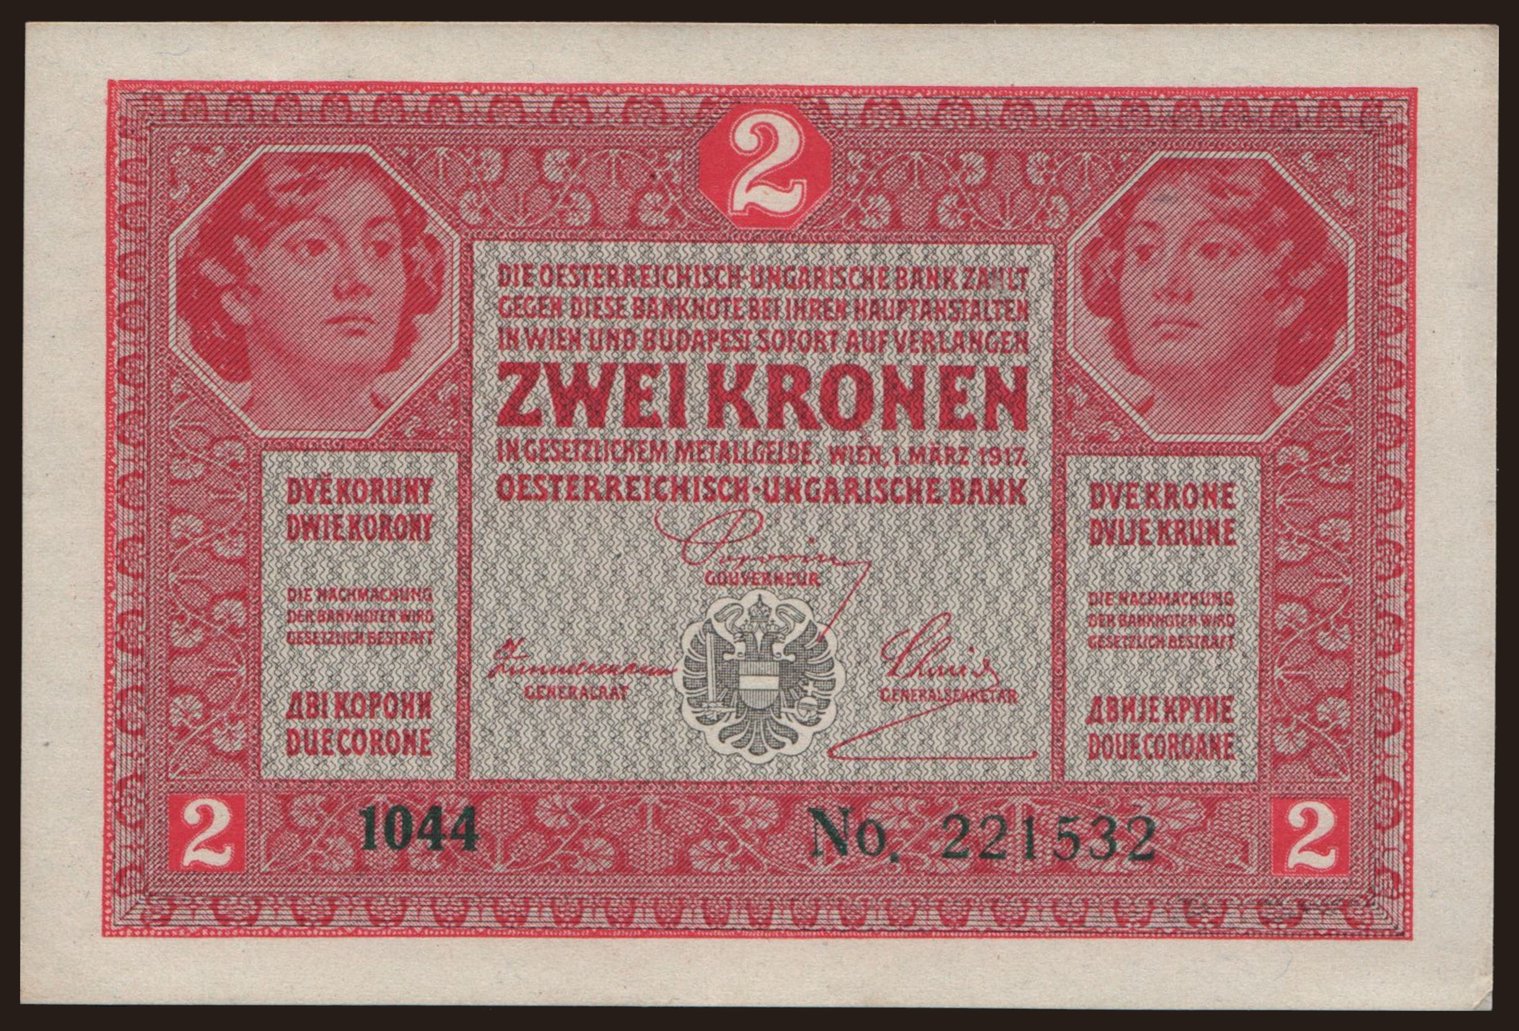 2
DIE OESTERREICHISCH-UNGARISCHE BANK ZAHLT
GEGEN DIESE BANKNOTE BEI IHREN HAUPTANSTALTEN
IN WIEN UND BUDAPEST SOFORT AUF VERLANGEN
ZWEI KRONEN
IN GESETZLICHEM METALLGELDE. WIEN, 1. MÄRZ 1917.
OESTERREICHISCH-UNGARISCHE BANK
GOUVERNEUR
GENERALRAT
GENERALSEKRETÄR
DVĚ KORUNY
DWIE KORONY
DIE NACHMACHUNG
DER BANKNOTEN WIRD
GESETZLICH BESTRAFT
ДВІ КОРОНИ
DUE CORONE
DVE KRONE
DVIJE KRUNE
DIE NACHMACHUNG
DER BANKNOTEN WIRD
GESETZLICH BESTRAFT
ДВИЈЕ КРУНЕ
DOUE COROANE
2
1044
No. 221532
2